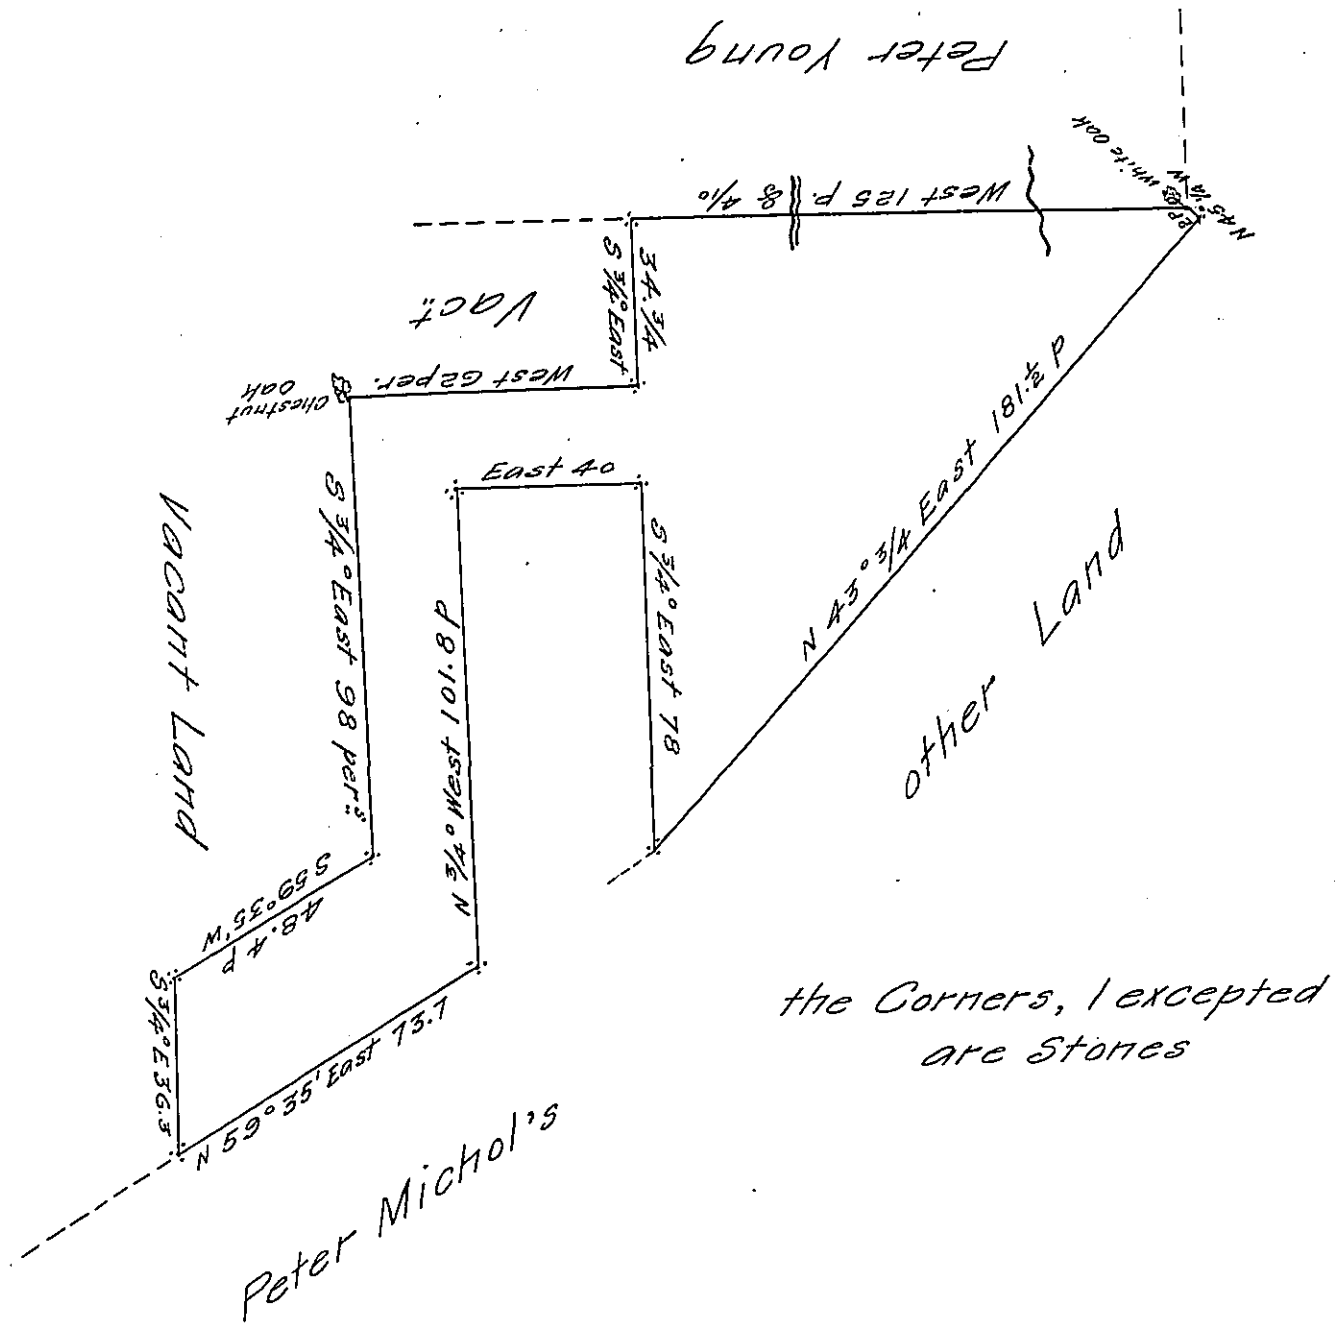 Peter Young
White Oak
N 45°¼ W
West 125 p. & 4/10
34.¾
S ¾° East
Vact.
West 62 per.
Chestnut
Oak
East 40
S ¾° East 98 per.s
N ¾° West 101.8 P
S ¾° East 78
N 43°¾ East 181.½ P
other Land
Vacant Land
S 59°35' W
48.4 P
S ¾° E 36.3
N 59°35' East 73.7
Peter Michol's
the Corners, 1 excepted
are Stones